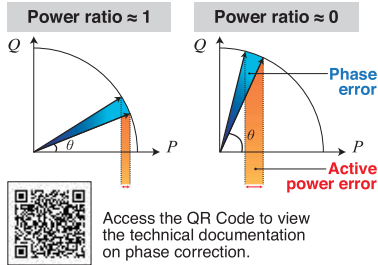 Power ratio ≈ 1
Power ratio ≈ 0
Q
θ
P
Q
θ
P
Phase
error
Active
power error
Access the QR Code to view
the technical documentation
on phase correction.